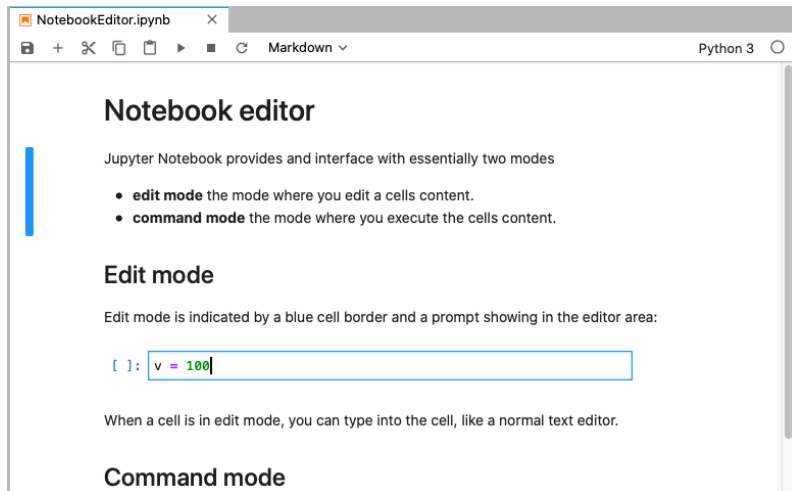 NotebookEditor.ipynb
Markdown Python 3
Notebook editor
Jupyter Notebook provides and interface with essentially two modes
edit mode the mode where you edit a cells content.
command mode the mode where you execute the cells content.
Edit mode
Edit mode is indicated by a blue cell border and a prompt showing in the editor area:
[ ]: v = 100
When a cell is in edit mode, you can type into the cell, like a normal text editor.
Command mode